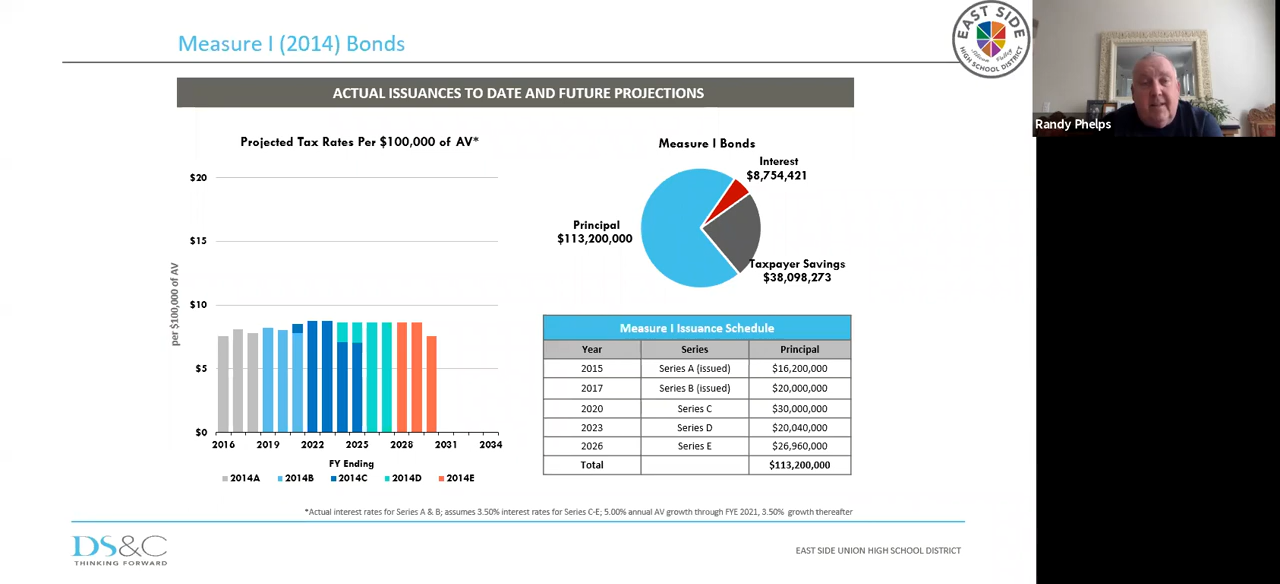 Measure I (2014) Bonds
EAST SIDE
HIGH SCHOOL DISTRICT
Randy Phelps
ACTUAL ISSUANCES TO DATE AND FUTURE PROJECTIONS
Projected Tax Rates Per $100,000 of AV*
$20
$15
$10
$5
$0
per $100,000 of AV
2016 2019 2022 2025 2028 2031 2034
FY Ending
2014A 2014B 2014C 2014D 2014E
Measure I Bonds
Interest
$8,754,421
Principal
$113,200,000
Taxpayer Savings
$38,098,273
Measure I Issuance Schedule
Year Series Principal
2015 Series A (issued) $16,200,000
2017 Series B (issued) $20,000,000
2020 Series C $30,000,000
2023 Series D $20,040,000
2026 Series E $26,960,000
Total $113,200,000
*Actual interest rates for Series A & B; assumes 3.50% interest rates for Series C-E; 5.00% annual AV growth through FYE 2021, 3.50% growth thereafter
DS&C
THINKING FORWARD
EAST SIDE UNION HIGH SCHOOL DISTRICT